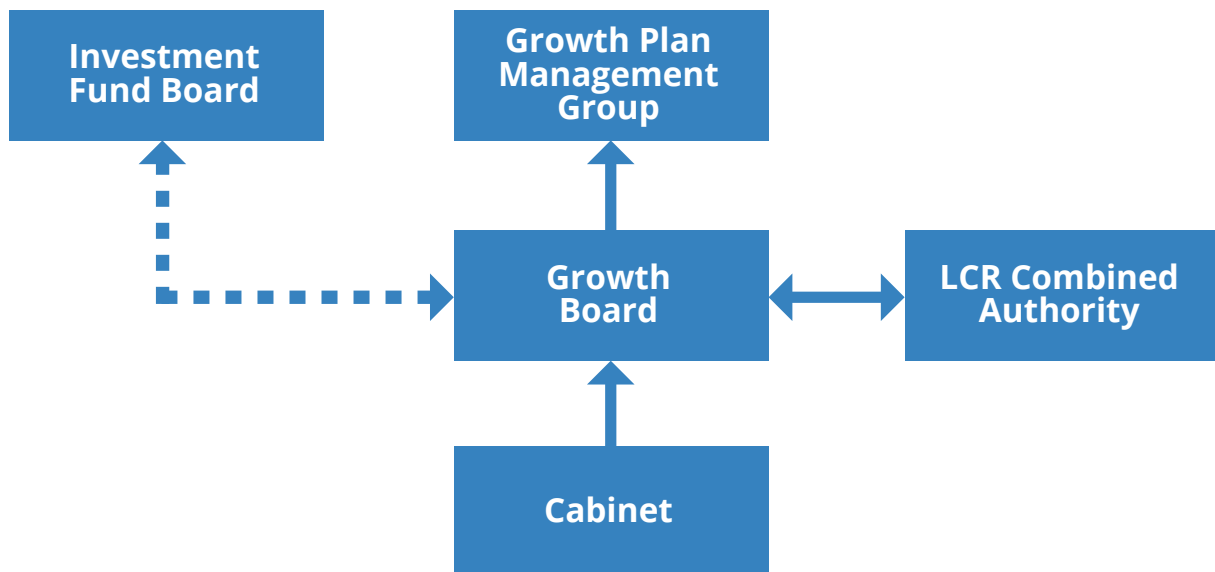 Investment
Fund Board
Growth Plan
Management
Group
Growth
Board
LCR Combined
Authority
Cabinet